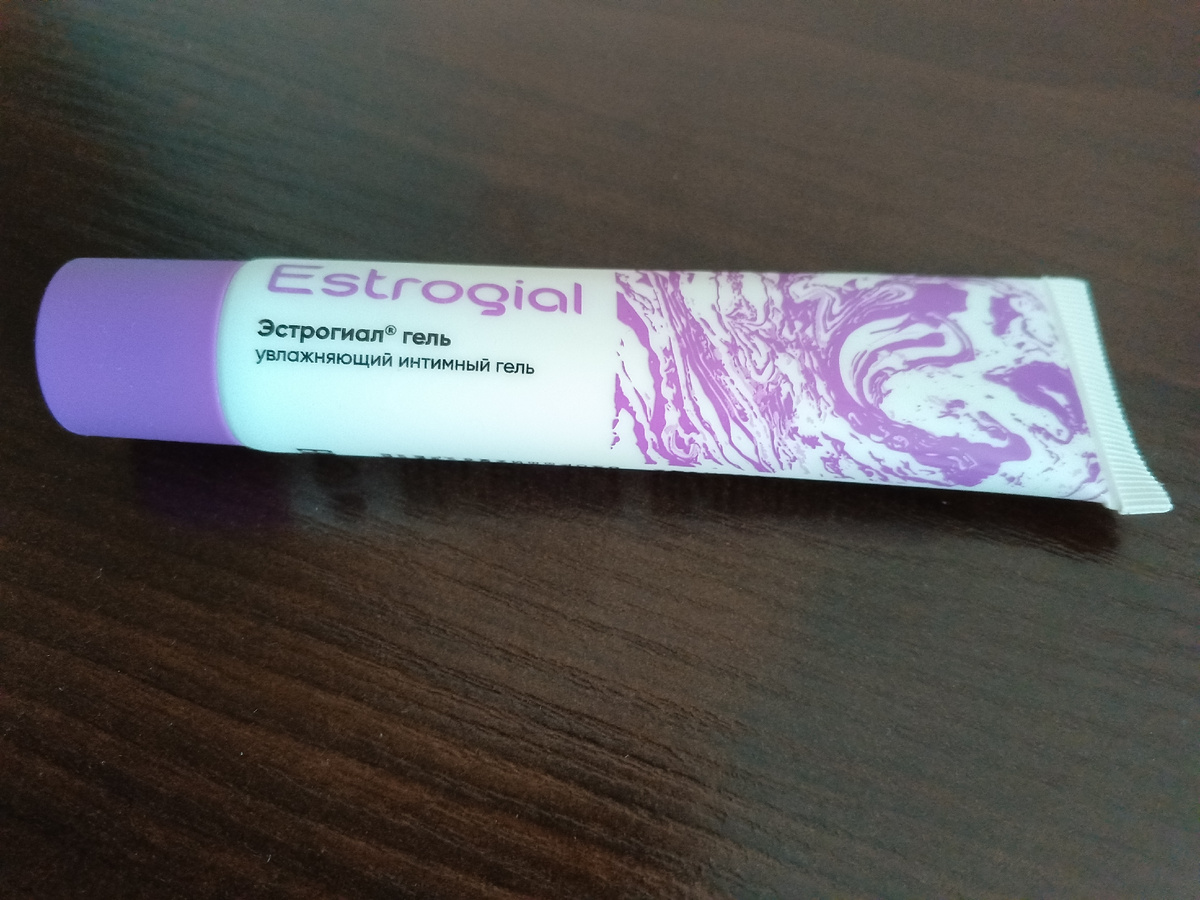 Estrogial
Эстрогиал® гель
увлажняющий интимный гель